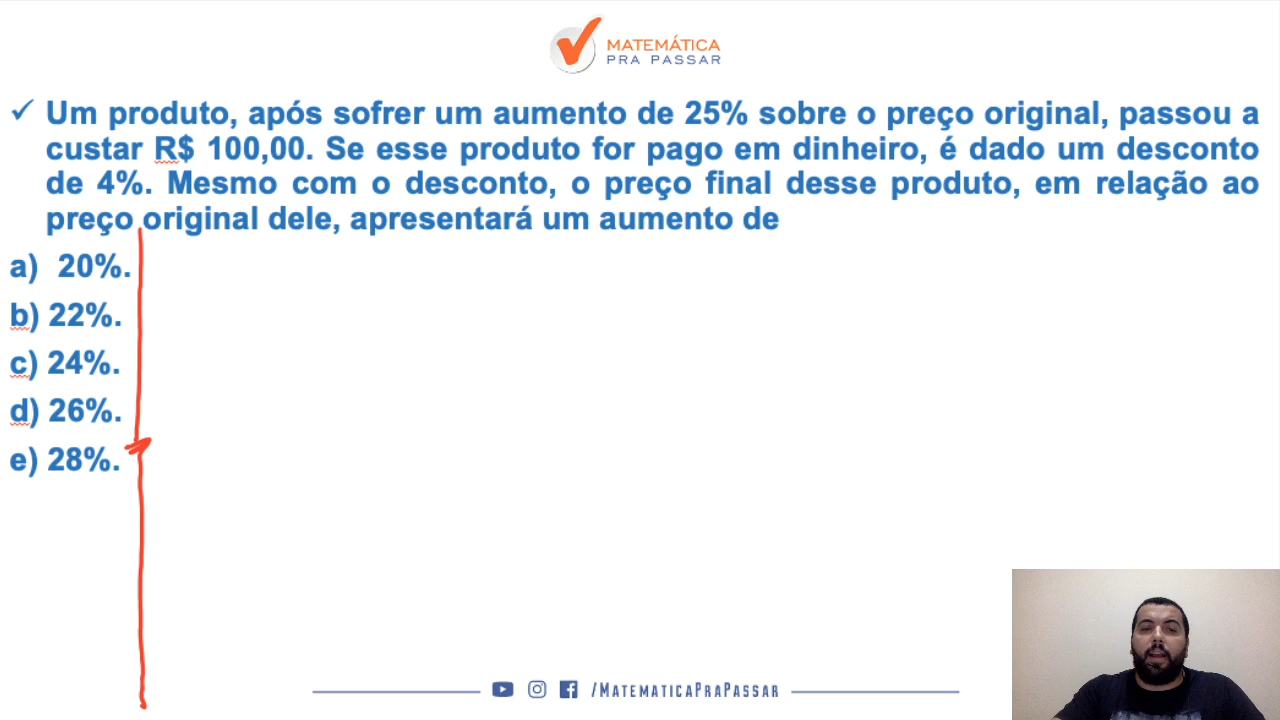 MATEMÁTICA
PRA PASSAR
✓ Um produto, após sofrer um aumento de 25% sobre o preço original, passou a
custar R$ 100,00. Se esse produto for pago em dinheiro, é dado um desconto
de 4%. Mesmo com o desconto, o preço final desse produto, em relação ao
preço original dele, apresentará um aumento de
a) 20%.
b) 22%.
c) 24%.
d) 26%.
e) 28%.
/MATEMATICAPRAPASSAR